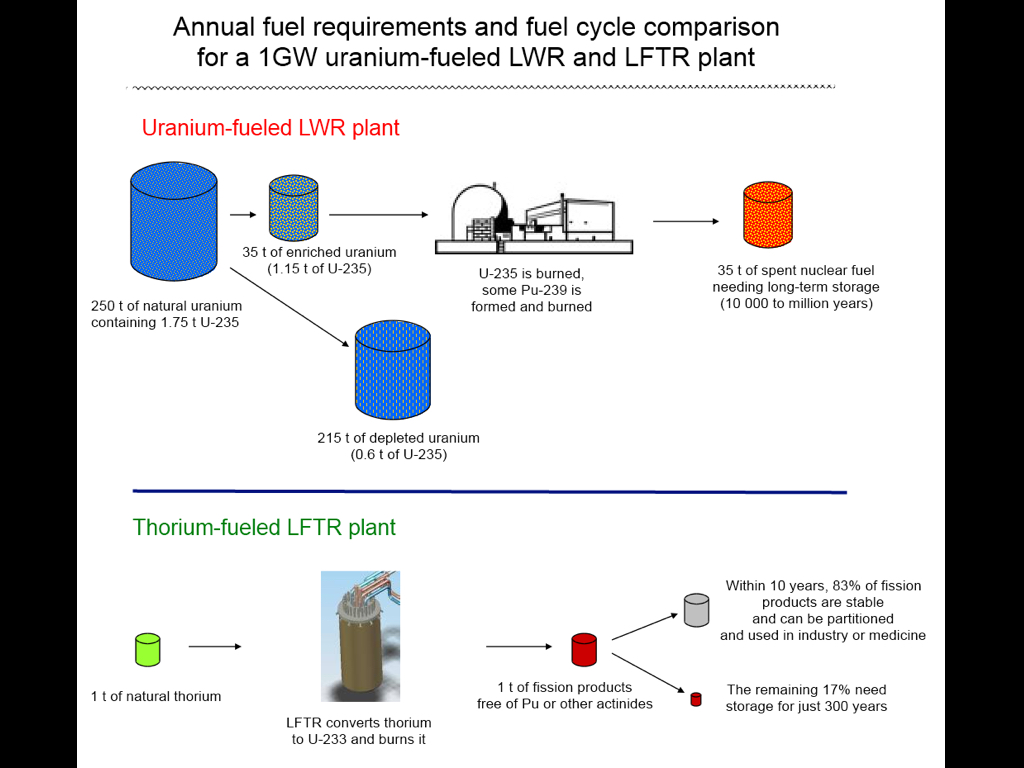 Annual fuel requirements and fuel cycle comparison
for a 1GW uranium-fueled LWR and LFTR plant
Uranium-fueled LWR plant
250 t of natural uranium
containing 1.75 t U-235
35 t of enriched uranium
(1.15 t of U-235)
U-235 is burned,
some Pu-239 is
formed and burned
35 t of spent nuclear fuel
needing long-term storage
(10 000 to million years)
215 t of depleted uranium
(0.6 t of U-235)
Thorium-fueled LFTR plant
1 t of natural thorium
LFTR converts thorium
to U-233 and burns it
1 t of fission products
free of Pu or other actinides
Within 10 years, 83% of fission
products are stable
and can be partitioned
and used in industry or medicine
The remaining 17% need
storage for just 300 years